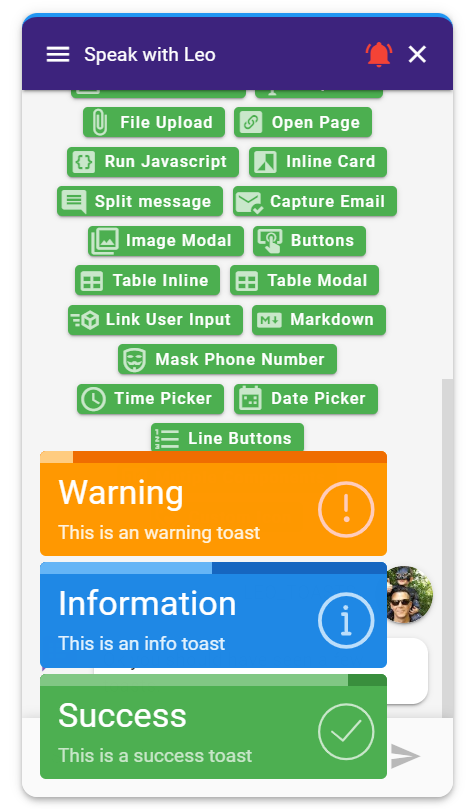 Speak with Leo
File Upload
Open Page
Run Javascript
Inline Card
Split message
Capture Email
Image Modal
Buttons
Table Inline
Table Modal
Link User Input
Markdown
Mask Phone Number
Time Picker
Date Picker
Line Buttons
Warning
This is an warning toast
Information
This is an info toast
Success
This is a success toast